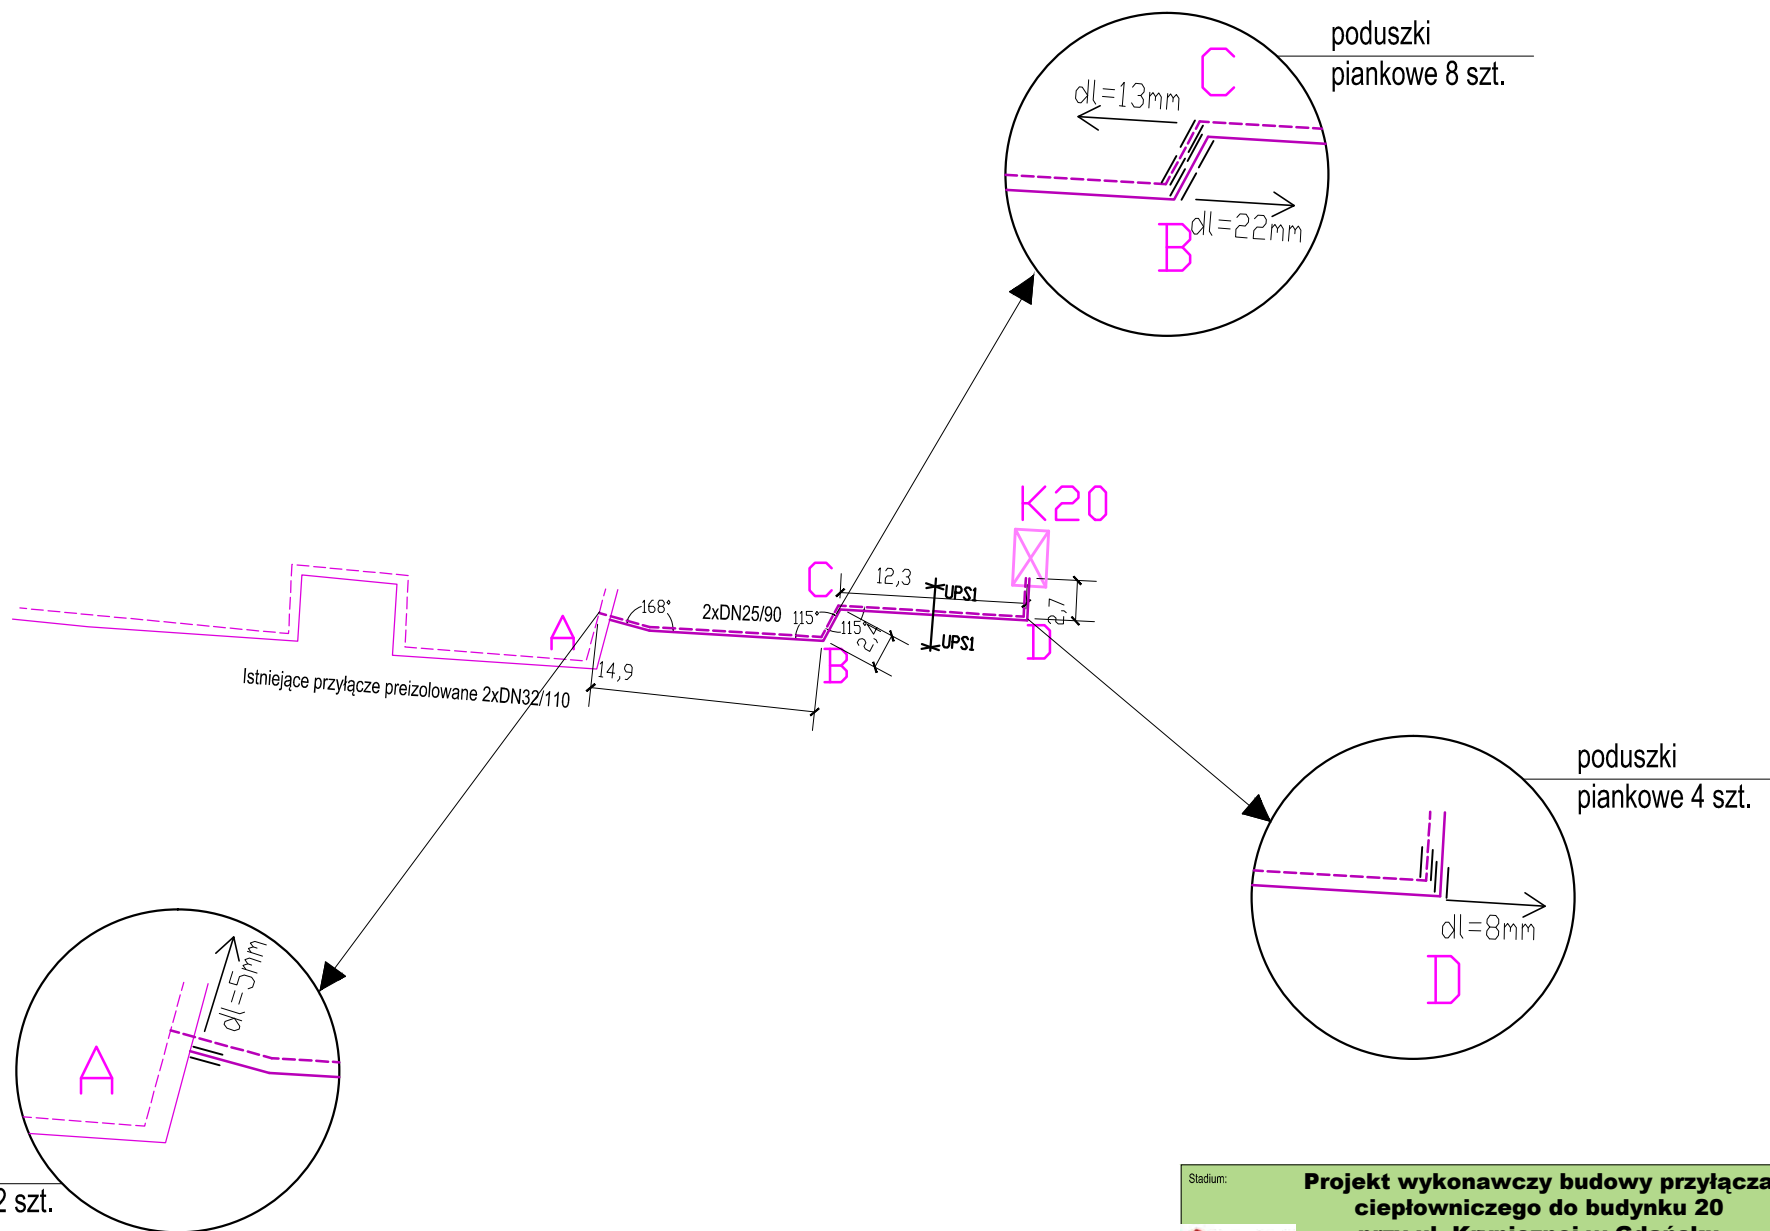 poduszki
piankowe 8 szt.
C
dl=13mm
dl=22mm
B
K20
C
12,3
UPS1
2,7
168°
2xDN25/90
115°
115°
2,4
UPS1
A
B
D
14,9
Istniejące przyłącze preizolowane 2xDN32/110
poduszki
piankowe 4 szt.
dl=8mm
D
dl=5mm
A
2 szt.
Stadium:
Projekt wykonawczy budowy przyłącza
ciepłowniczego do budynku 20